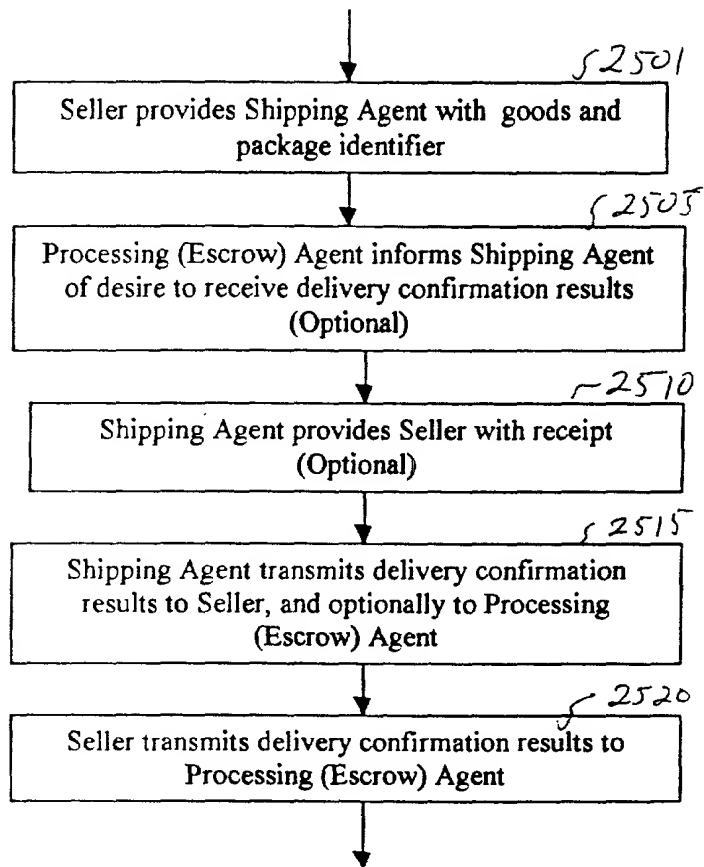 2501
Seller provides Shipping Agent with goods and
package identifier
2505
Processing (Escrow) Agent informs Shipping Agent
of desire to receive delivery confirmation results
(Optional)
2510
Shipping Agent provides Seller with receipt
(Optional)
2515
Shipping Agent transmits delivery confirmation
results to Seller, and optionally to Processing
(Escrow) Agent
2520
Seller transmits delivery confirmation results to
Processing (Escrow) Agent